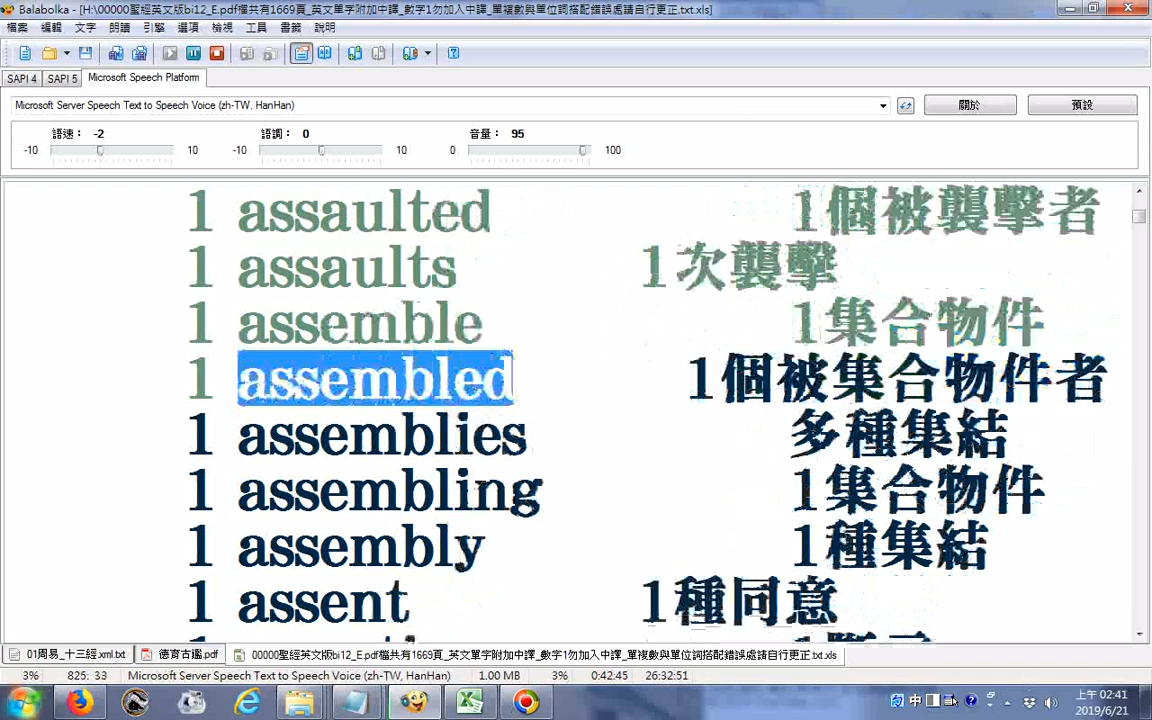 Balabolka - [H:\00000聖經英文版bi12_E.pdf檔共有1669頁_英文單字附加中譯_數字1勿加入中譯_單複數與單位詞搭配錯誤處請自行更正.txt.xls]
檔案 編輯 文字 朗讀 引擎 選項 檢視 工具 書籤 說明
SAPI 4 SAPI 5 Microsoft Speech Platform
Microsoft Server Speech Text to Speech Voice (zh-TW, HanHan) 關於 預設
語速： -2 語調： 0 音量： 95
-10 10 -10 10 0 100
1 assaulted 1個被襲擊者
1 assaults 1次襲擊
1 assemble 1集合物件
1 assembled 1個被集合物件者
1 assemblies 多種集結
1 assembling 1集合物件
1 assembly 1種集結
1 assent 1種同意
01周易_十三經.xml.txt 德育古鑑.pdf 00000聖經英文版bi12_E.pdf檔共有1669頁_英文單字附加中譯_數字1勿加入中譯_單複數與單位詞搭配錯誤處請自行更正.txt.xls
3% 825: 33 Microsoft Server Speech Text to Speech Voice (zh-TW, HanHan) 1.00 MB 3% 0:42:45 26:32:51
中 上午 02:41
2019/6/21